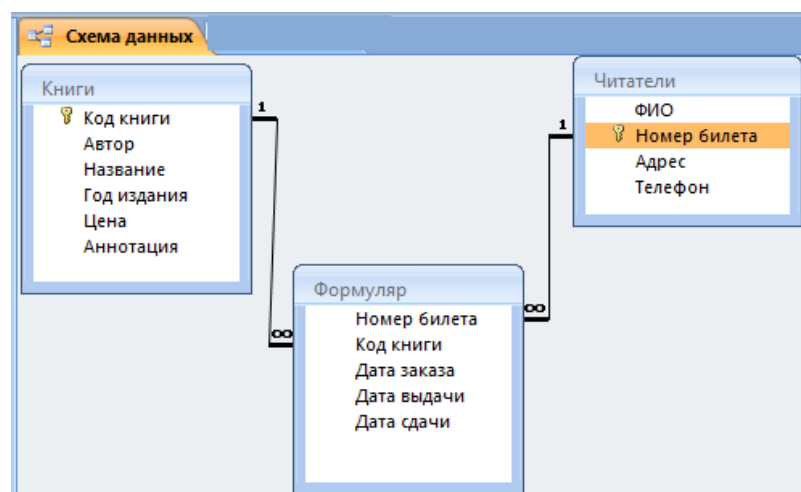 Схема данных
Книги
Код книги
Автор
Название
Год издания
Цена
Аннотация
1
∞
Читатели
ФИО
Номер билета
Адрес
Телефон
1
∞
Формуляр
Номер билета
Код книги
Дата заказа
Дата выдачи
Дата сдачи